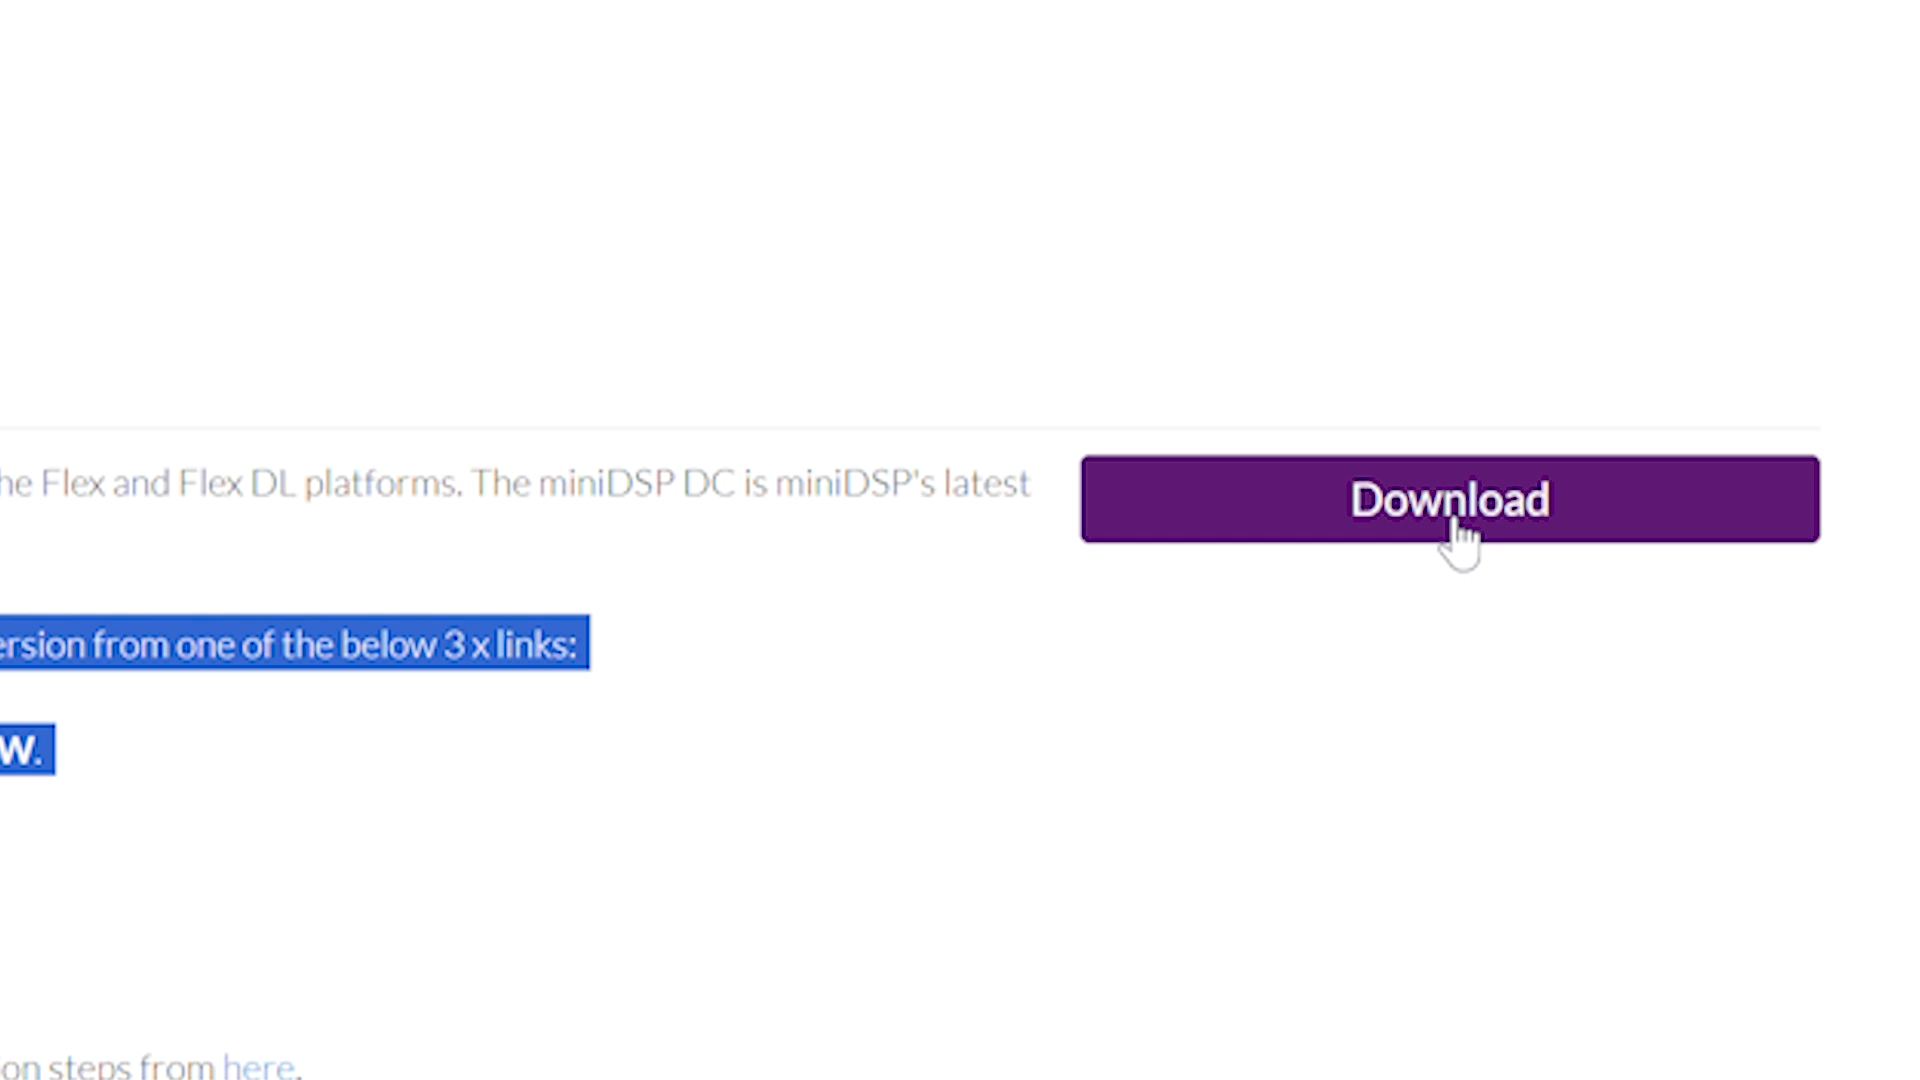 he Flex and Flex DL platforms. The miniDSP DC is miniDSP's latest
Download
ersion from one of the below 3 x links:
w.
on steps from here.